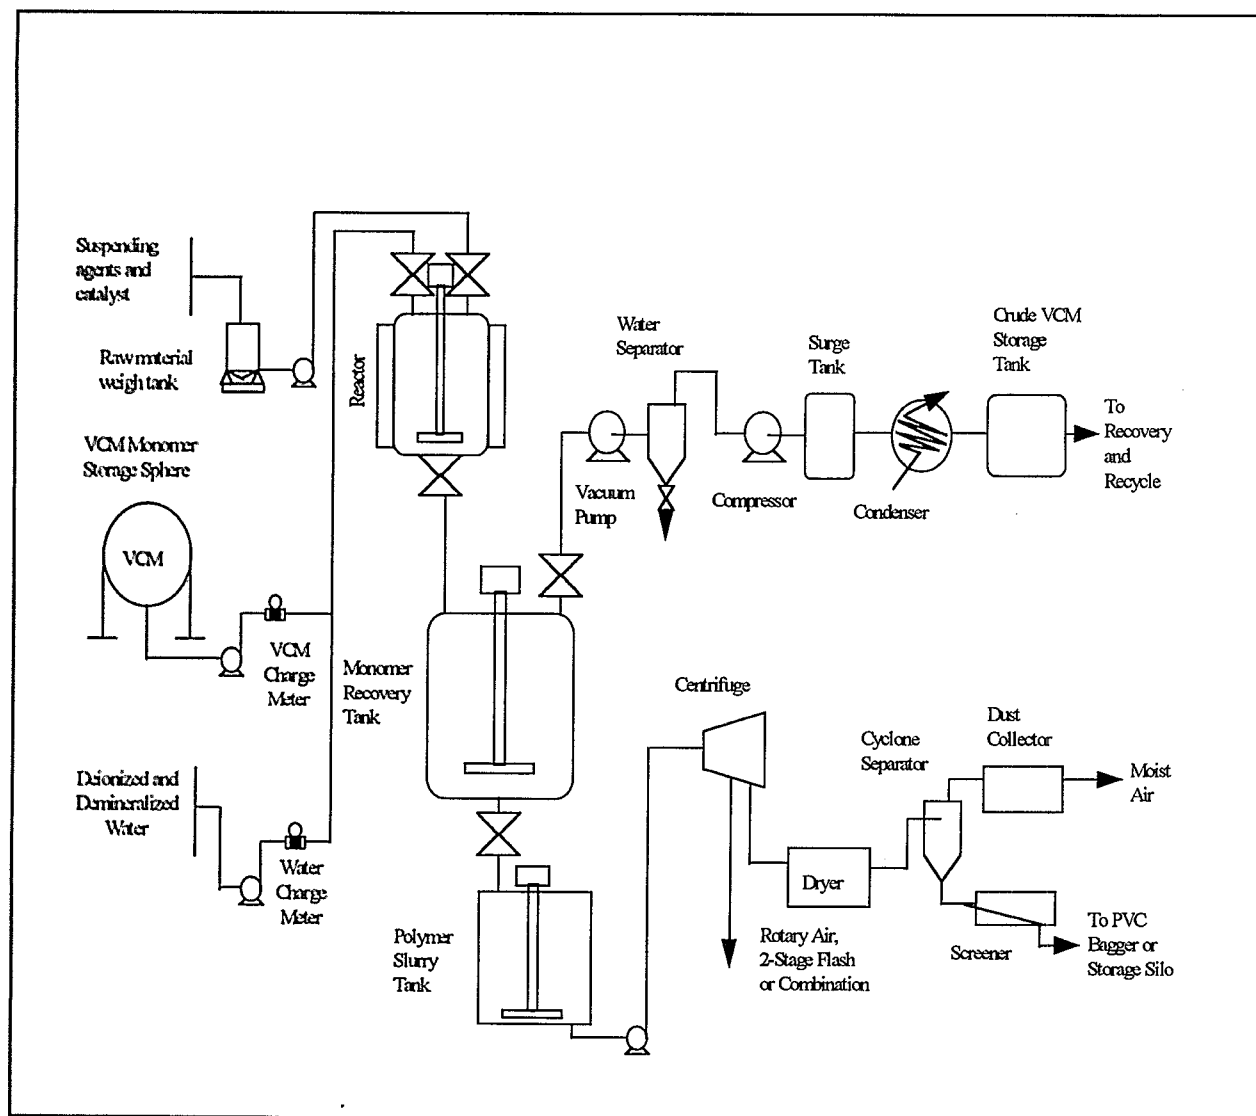 Suspending
agents and
catalyst
Raw material
weigh tank
VCM Monomer
Storage Sphere
VCM
VCM
Charge
Meter
Deionized and
Demineralized
Water
Water
Charge
Meter
Reactor
Monomer
Recovery
Tank
Polymer
Slurry
Tank
Water
Separator
Vacuum
Pump
Compressor
Surge
Tank
Condenser
Crude VCM
Storage
Tank
To
Recovery
and
Recycle
Centrifuge
Rotary Air,
2-Stage Flash
or Combination
Dryer
Cyclone
Separator
Dust
Collector
Moist
Air
Screener
To PVC
Bagger or
Storage Silo